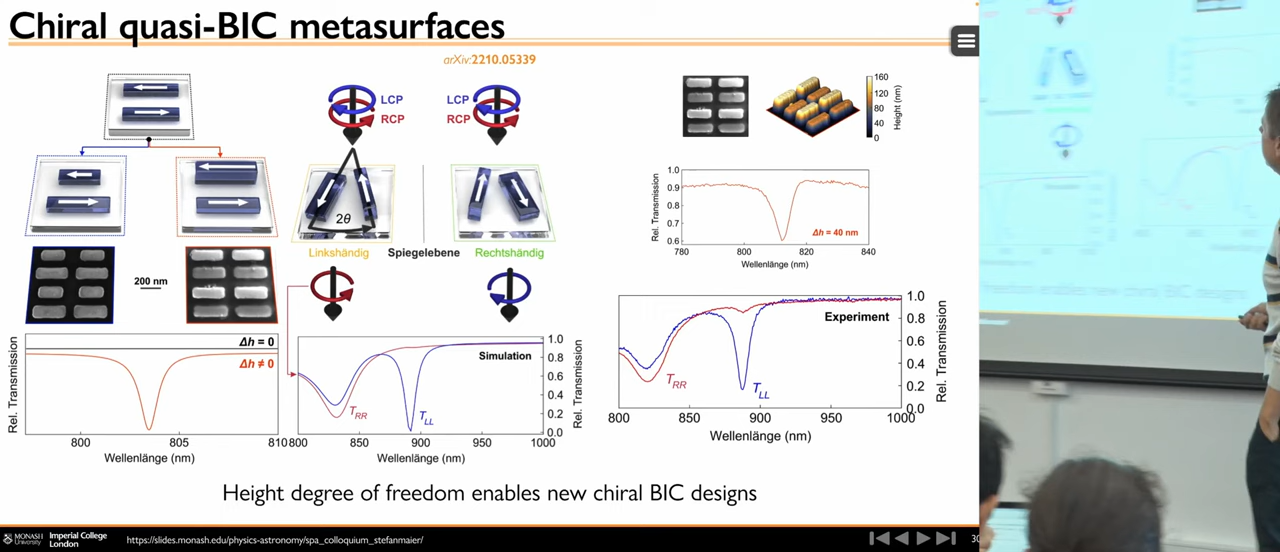 Chiral quasi-BIC metasurfaces
arXiv:2210.05339
LCP
RCP
LCP
RCP
2θ
Linkshändig
Spiegelebene
Rechtshändig
200 nm
Δh = 0
Δh ≠ 0
Rel. Transmission
800
805
810
Wellenlänge (nm)
Simulation
TRR
TLL
1.0
0.8
0.6
0.4
0.2
0.0
Rel. Transmission
800
850
900
950
1000
Wellenlänge (nm)
160
120
80
40
0
Height (nm)
1.0
0.9
0.8
0.7
0.6
Rel. Transmission
Δh = 40 nm
780
800
820
840
Wellenlänge (nm)
Experiment
TRR
TLL
1.0
0.8
0.6
0.4
0.2
0.0
Rel. Transmission
800
850
900
950
1000
Wellenlänge (nm)
Height degree of freedom enables new chiral BIC designs
MONASH University
Imperial College
London
https://slides.monash.edu/physics-astronomy/spa_colloquium_stefanmaier/